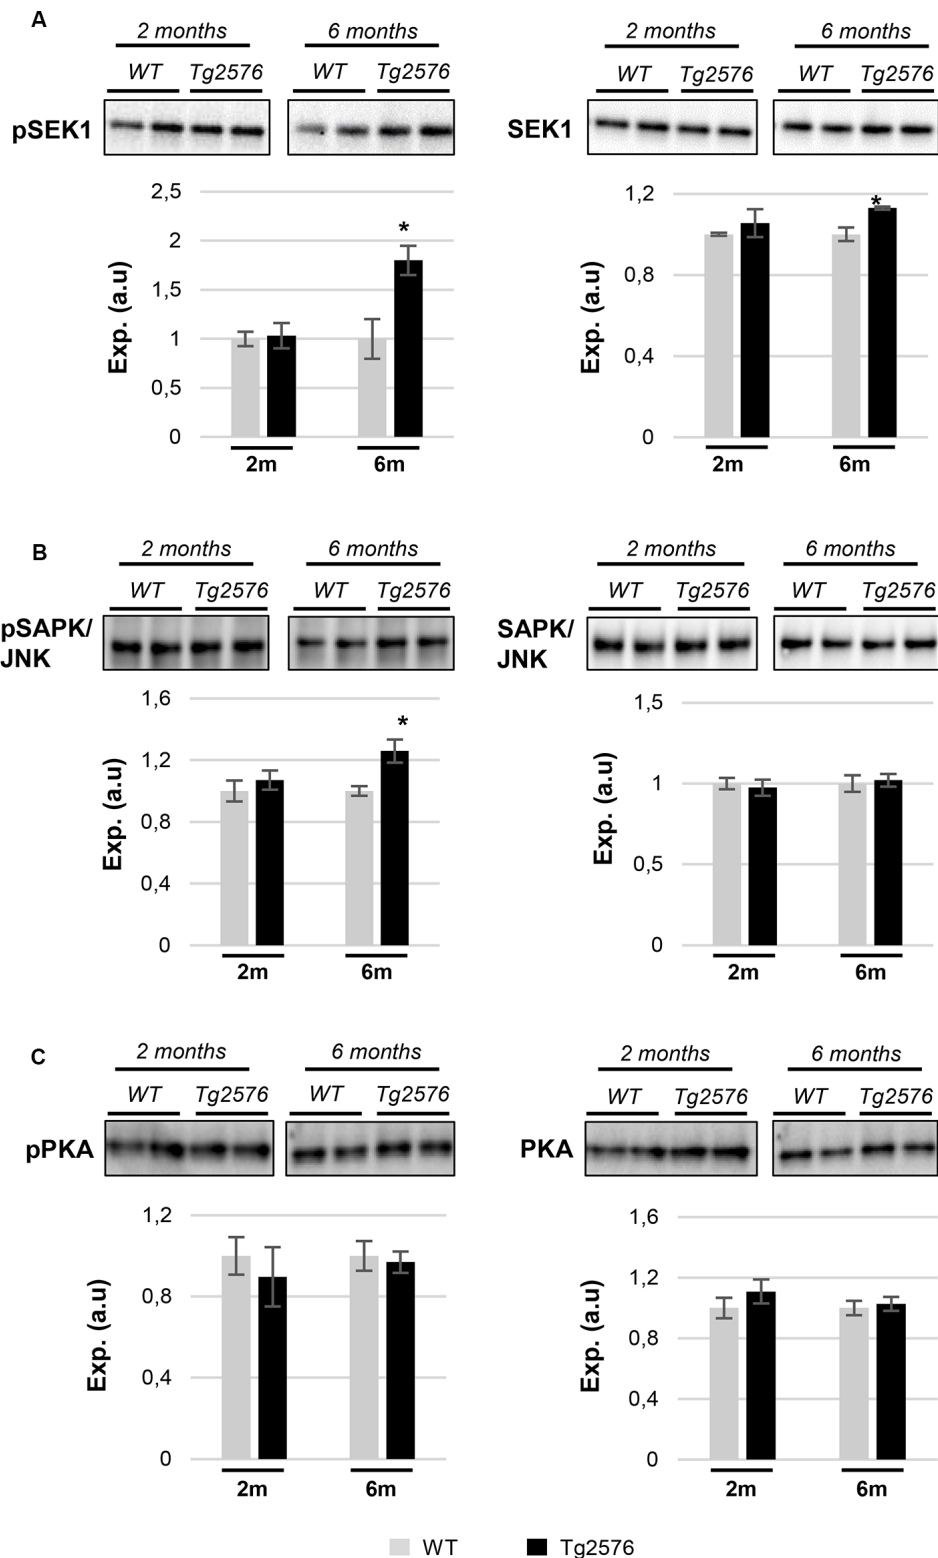 A
2 months 6 months 2 months 6 months
WT Tg2576 WT Tg2576 WT Tg2576 WT Tg2576
pSEK1 SEK1
2,5
2
1,5
1
0,5
0
Exp. (a.u)
*
2m 6m
1,2
0,8
0,4
0
Exp. (a.u)
*
2m 6m
B
2 months 6 months 2 months 6 months
WT Tg2576 WT Tg2576 WT Tg2576 WT Tg2576
pSAPK/
JNK
SAPK/
JNK
1,6
1,2
0,8
0,4
0
Exp. (a.u)
*
2m 6m
1,5
1
0,5
0
Exp. (a.u)
2m 6m
C
2 months 6 months 2 months 6 months
WT Tg2576 WT Tg2576 WT Tg2576 WT Tg2576
pPKA PKA
1,2
0,8
0,4
0
Exp. (a.u)
2m 6m
1,6
1,2
0,8
0,4
0
Exp. (a.u)
2m 6m
WT Tg2576